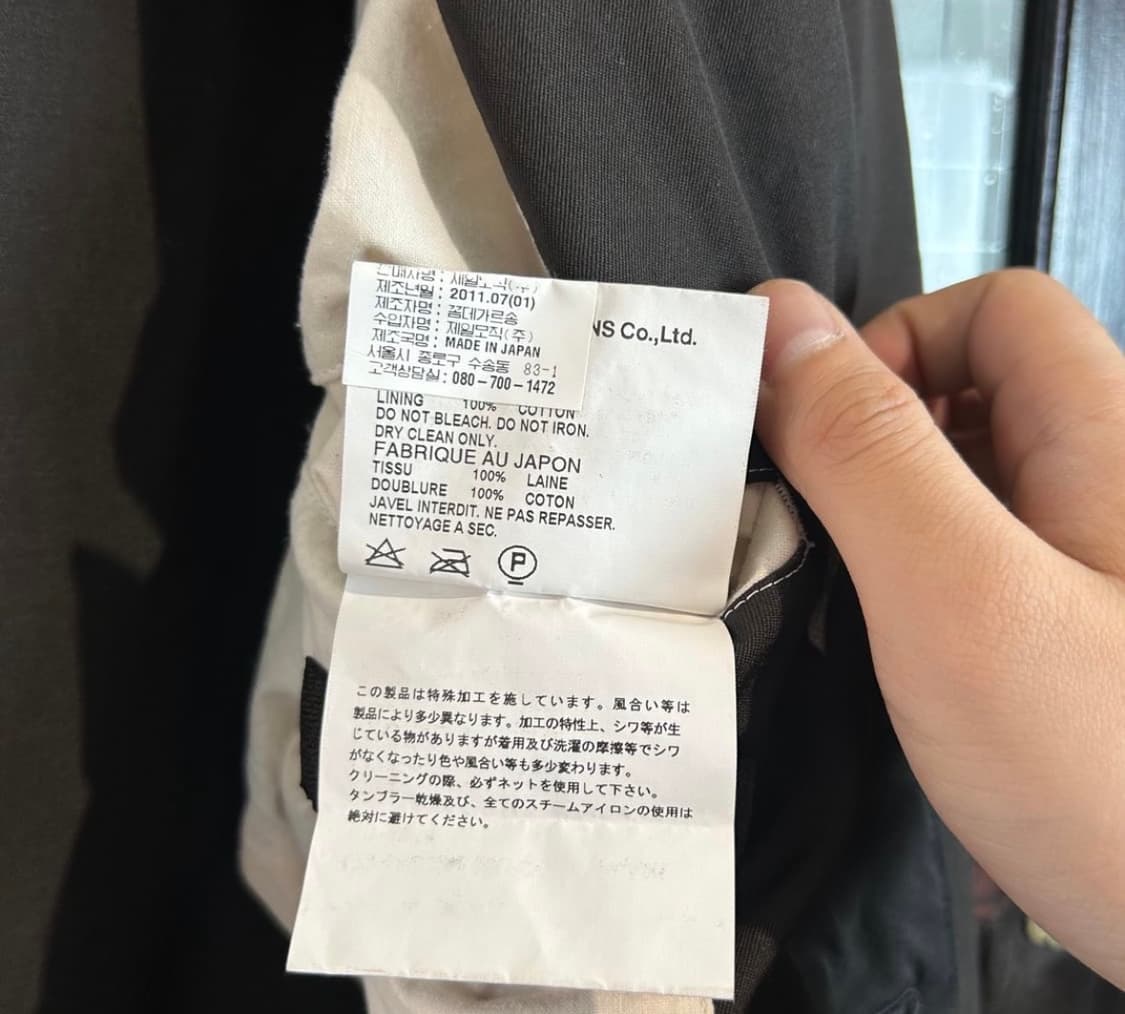 판매사명 : 제일모직(주)
제조년월 : 2011.07(01)
제조자명 : 꼼데가르송
수입자명 : 제일모직(주)
제조국명 : MADE IN JAPAN
서울시 종로구 수송동 83-1
고객상담실 : 080-700-1472
NS Co.,Ltd.
LINING 100% COTTON
DO NOT BLEACH. DO NOT IRON.
DRY CLEAN ONLY.
FABRIQUE AU JAPON
TISSU 100% LAINE
DOUBLURE 100% COTON
JAVEL INTERDIT. NE PAS REPASSER.
NETTOYAGE A SEC.
P
この製品は特殊加工を施しています。風合い等は
製品により多少異なります。加工の特性上、シワ等が生
じている物がありますが着用及び洗濯の摩擦等でシワ
がなくなったり色や風合い等も多少変わります。
クリーニングの際、必ずネットを使用して下さい。
タンブラー乾燥及び、全てのスチームアイロンの使用は
絶対に避けてください。